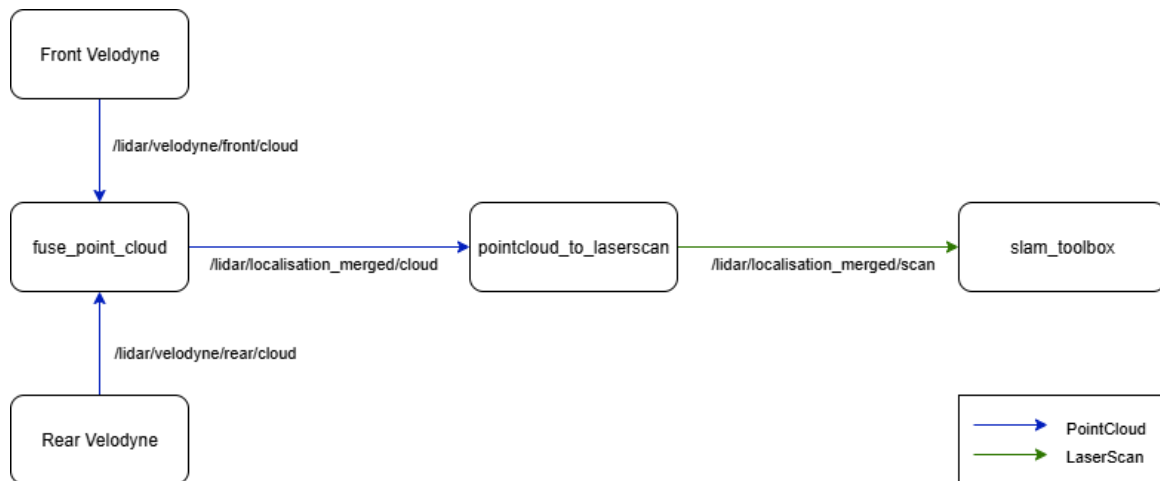 Front Velodyne
/lidar/velodyne/front/cloud
fuse_point_cloud
/lidar/localisation_merged/cloud
pointcloud_to_laserscan
/lidar/localisation_merged/scan
slam_toolbox
/lidar/velodyne/rear/cloud
Rear Velodyne
PointCloud
LaserScan